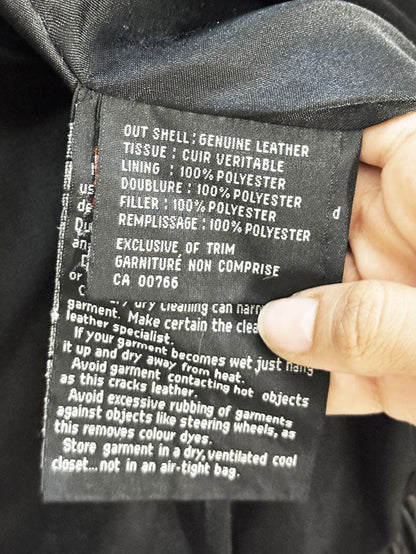 OUT SHELL: GENUINE LEATHER
TISSUE : CUIR VERITABLE
LINING : 100% POLYESTER
DOUBLURE : 100% POLYESTER
FILLER : 100% POLYESTER
REMPLISSAGE : 100% POLYESTER
EXCLUSIVE OF TRIM
GARNITURÉ NON COMPRISE
CA 00766
d
us
de
an
or
dry cleaning can
garment. Make certain the
leather specialist.
If your garment becomes wet just hang
it up and dry away from heat.
Avoid garment contacting hot objects
as this cracks leather.
Avoid excessive rubbing of garments
against objects like steering wheels, as
this removes colour dyes.
Store garment in a dry, ventilated cool
closet...not in an air-tight bag.